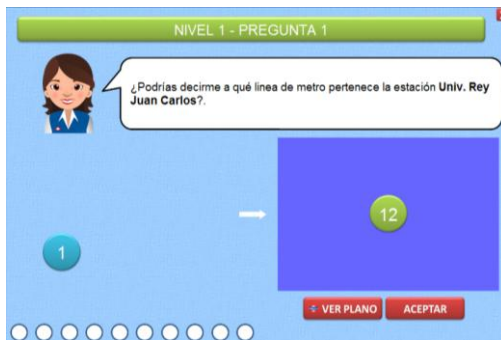 NIVEL 1 - PREGUNTA 1
¿Podrías decirme a qué linea de metro pertenece la estación Univ. Rey
Juan Carlos?.
12
1
VER PLANO
ACEPTAR